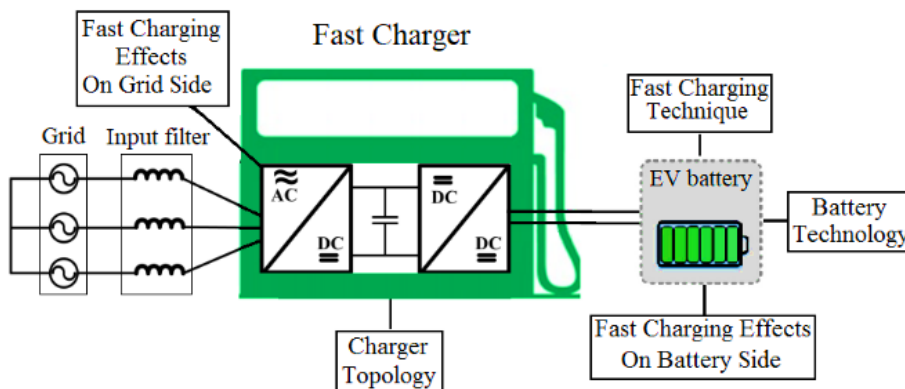 Fast Charging
Effects
On Grid Side
Fast Charger
Fast Charging
Technique
Grid
Input filter
AC
DC
DC
DC
EV battery
Battery
Technology
Charger
Topology
Fast Charging Effects
On Battery Side